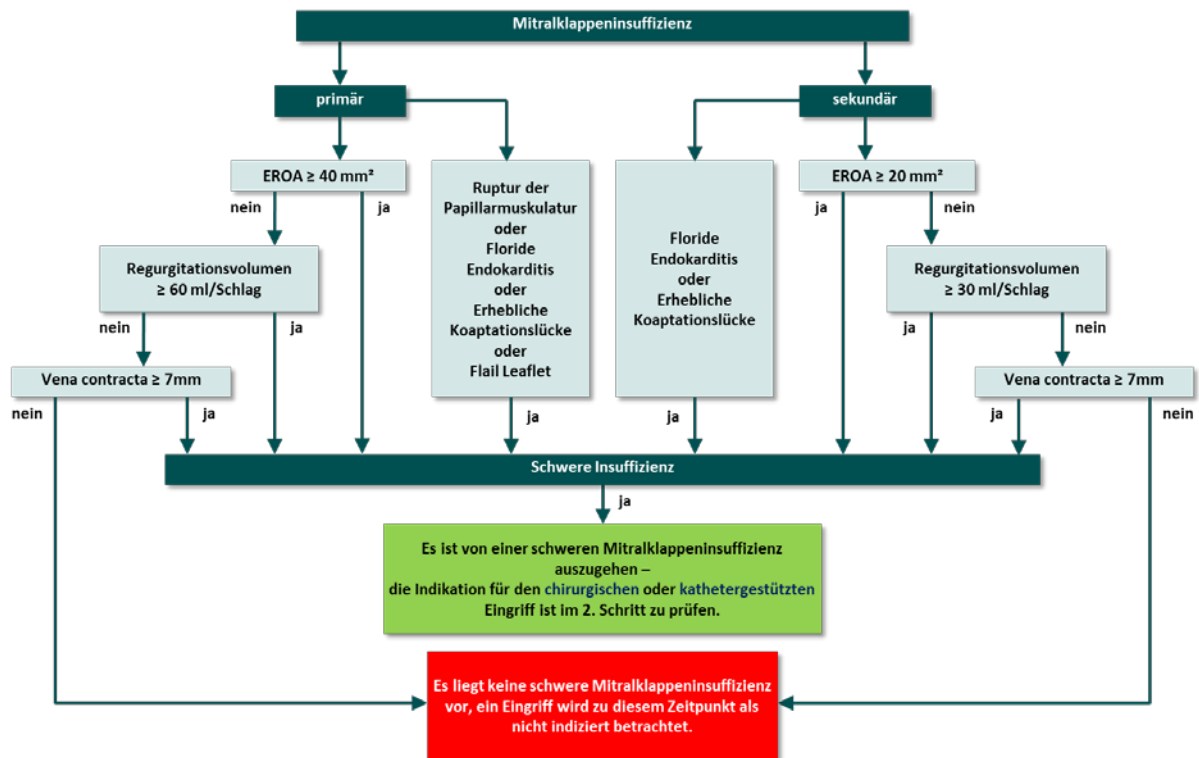 Mitralklappeninsuffizienz
primär
sekundär
EROA ≥ 40 mm²
nein
ja
Ruptur der
Papillarmuskulatur
oder
Floride
Endokarditis
oder
Erhebliche
Koaptationslücke
oder
Flail Leaflet
Floride
Endokarditis
oder
Erhebliche
Koaptationslücke
EROA ≥ 20 mm²
ja
nein
Regurgitationsvolumen
≥ 60 ml/Schlag
nein
ja
Regurgitationsvolumen
≥ 30 ml/Schlag
ja
nein
Vena contracta ≥ 7mm
nein
ja
ja
ja
Vena contracta ≥ 7mm
ja
nein
Schwere Insuffizienz
ja
Es ist von einer schweren Mitralklappeninsuffizienz
auszugehen –
die Indikation für den chirurgischen oder kathetergestützten
Eingriff ist im 2. Schritt zu prüfen.
Es liegt keine schwere Mitralklappeninsuffizienz
vor, ein Eingriff wird zu diesem Zeitpunkt als
nicht indiziert betrachtet.